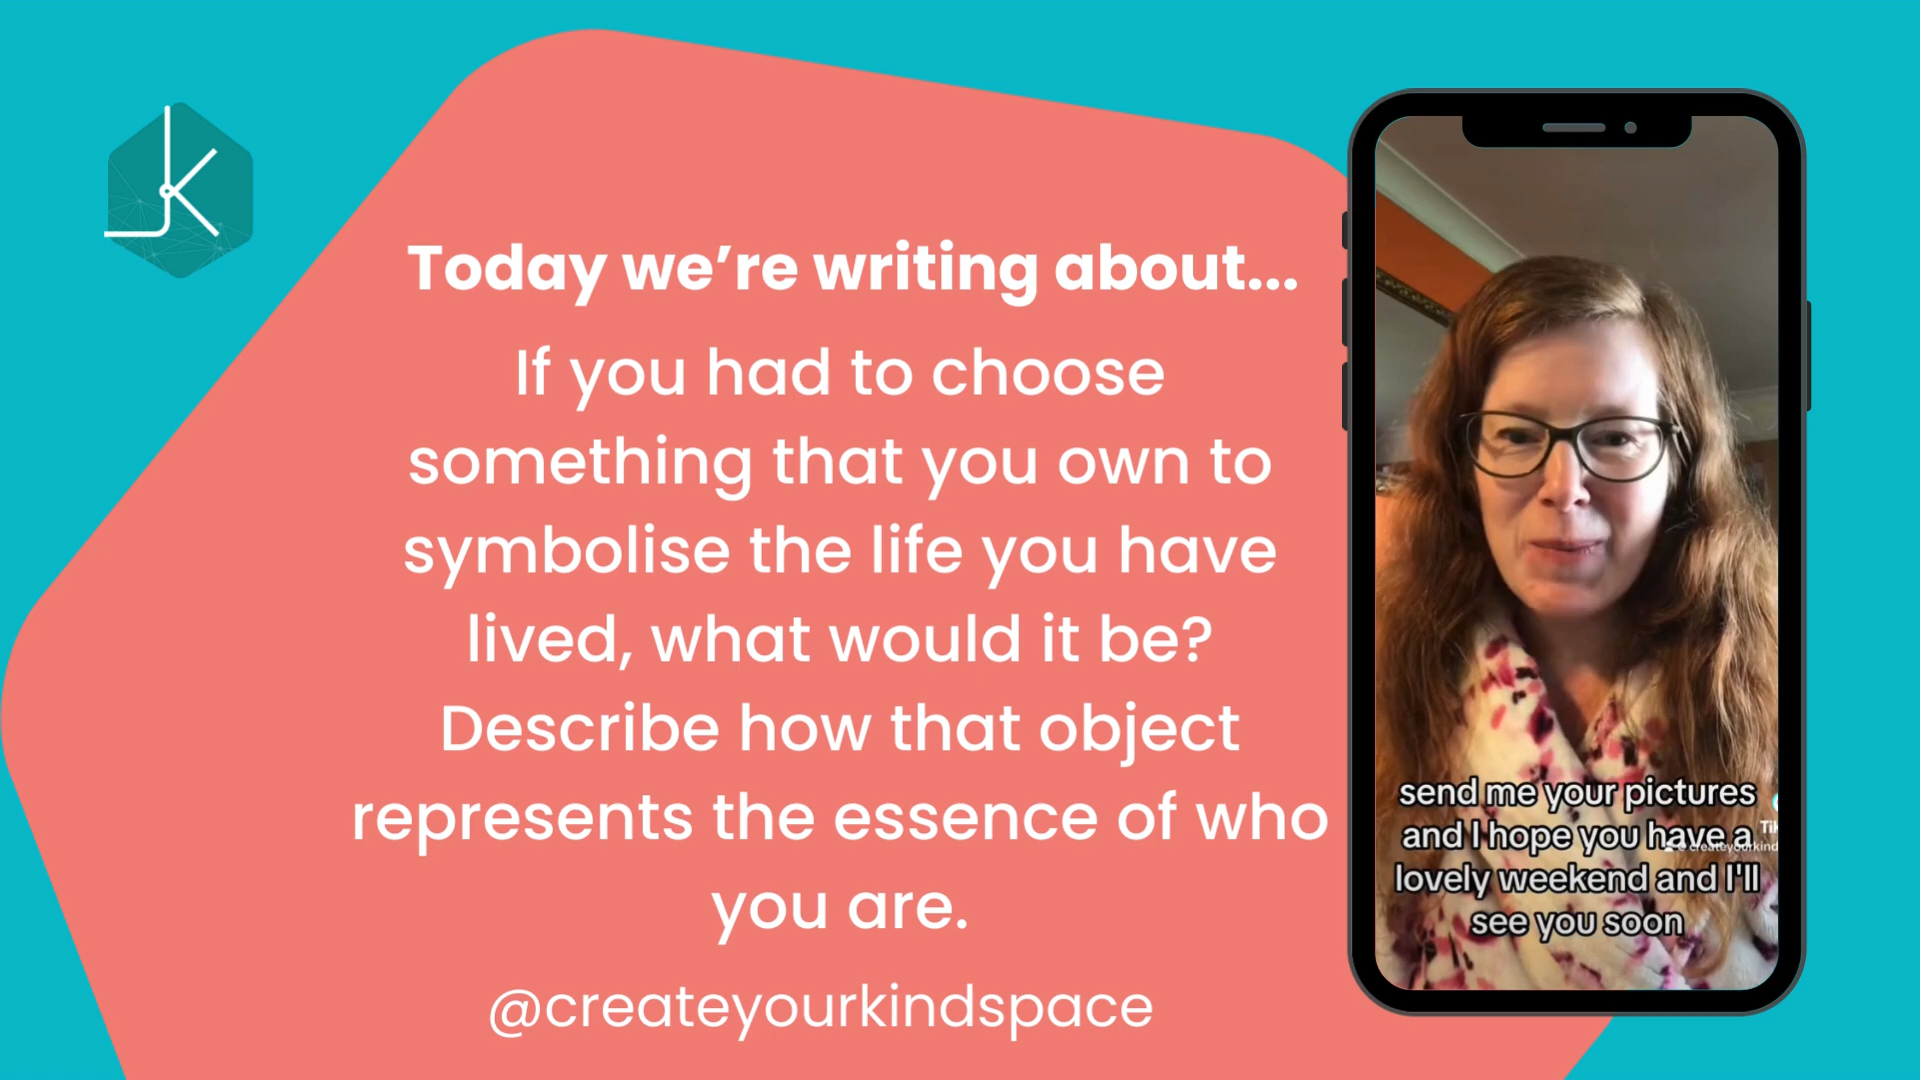 Today we’re writing about...
If you had to choose
something that you own to
symbolise the life you have
lived, what would it be?
Describe how that object
represents the essence of who
you are.
@createyourkindspace
send me your pictures
and I hope you have a
lovely weekend and I'll
see you soon